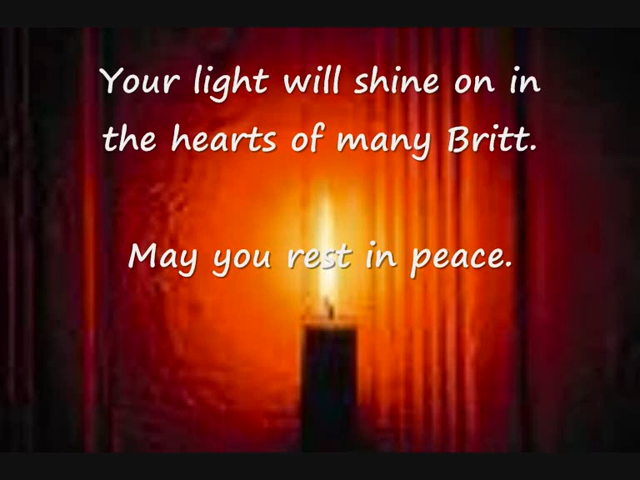 Your light will shine on in
the hearts of many Britt.
May you rest in peace.